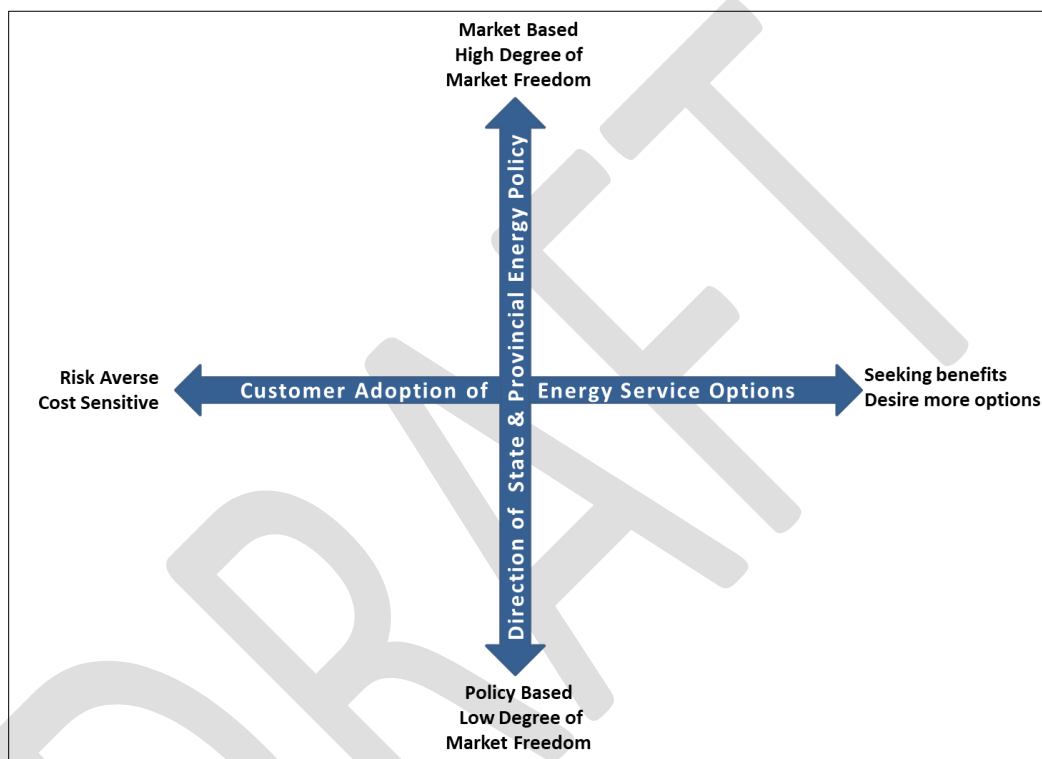 Market Based
High Degree of
Market Freedom
Direction of State & Provincial Energy Policy
Risk Averse
Cost Sensitive
Customer Adoption of Energy Service Options
Seeking benefits
Desire more options
Policy Based
Low Degree of
Market Freedom
DRAFT